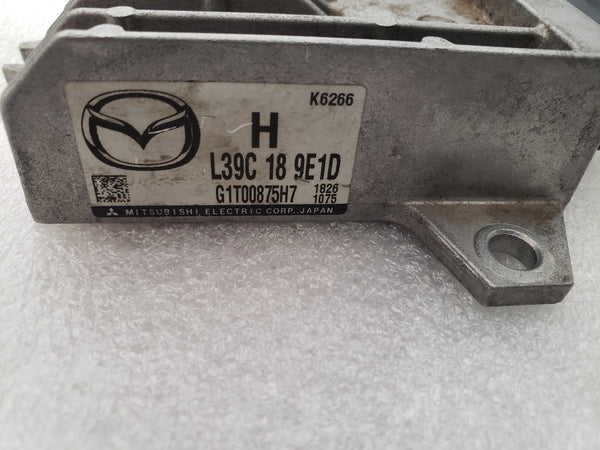 K6266
H
L39C 18 9E1D
G1T00875H7 1826
1075
MITSUBISHI ELECTRIC CORP., JAPAN